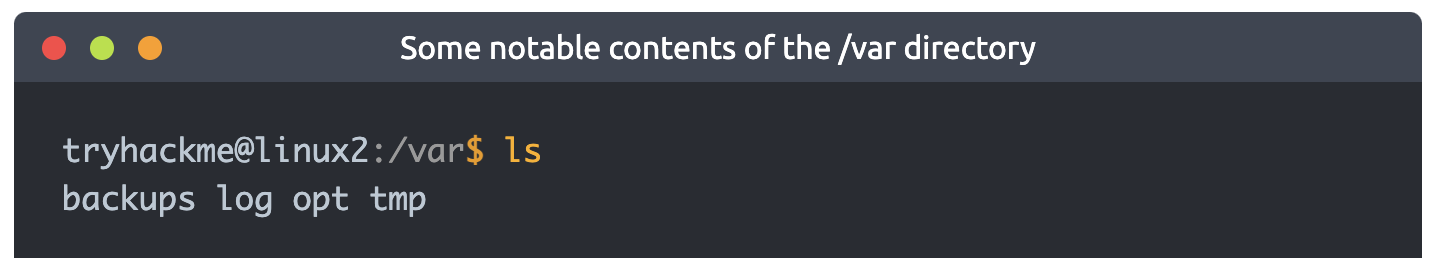 Some notable contents of the /var directory
tryhackme@linux2:/var$ ls
backups log opt tmp